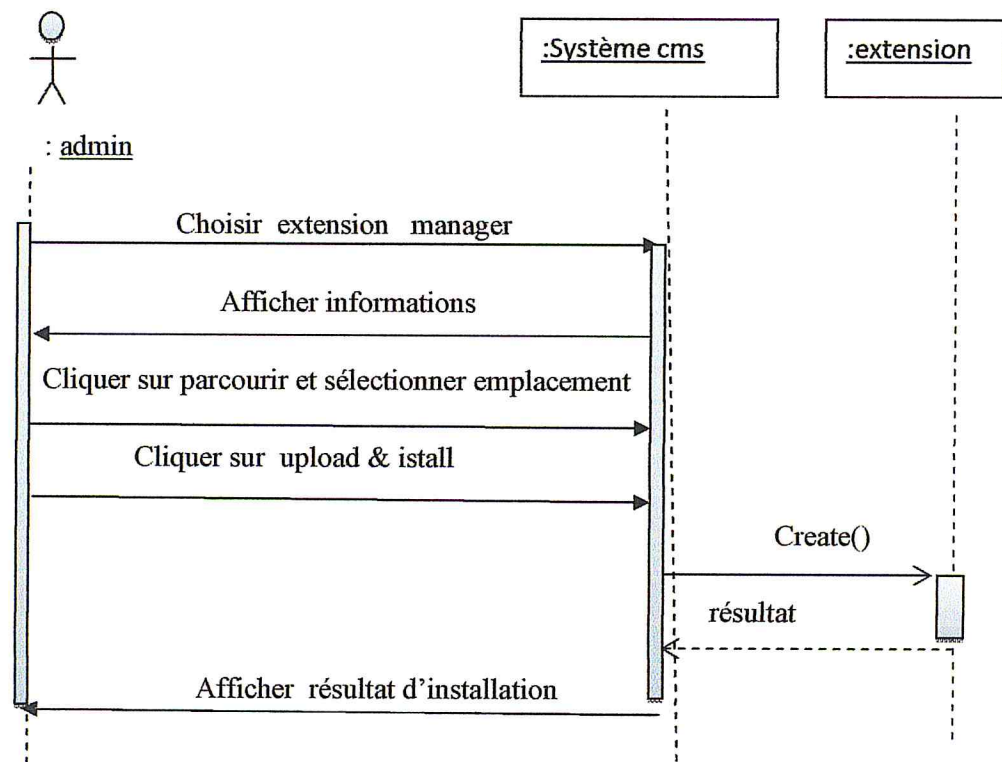 :Système cms
:extension
: admin
Choisir extension manager
Afficher informations
Cliquer sur parcourir et sélectionner emplacement
Cliquer sur upload & istall
Create()
résultat
Afficher résultat d'installation